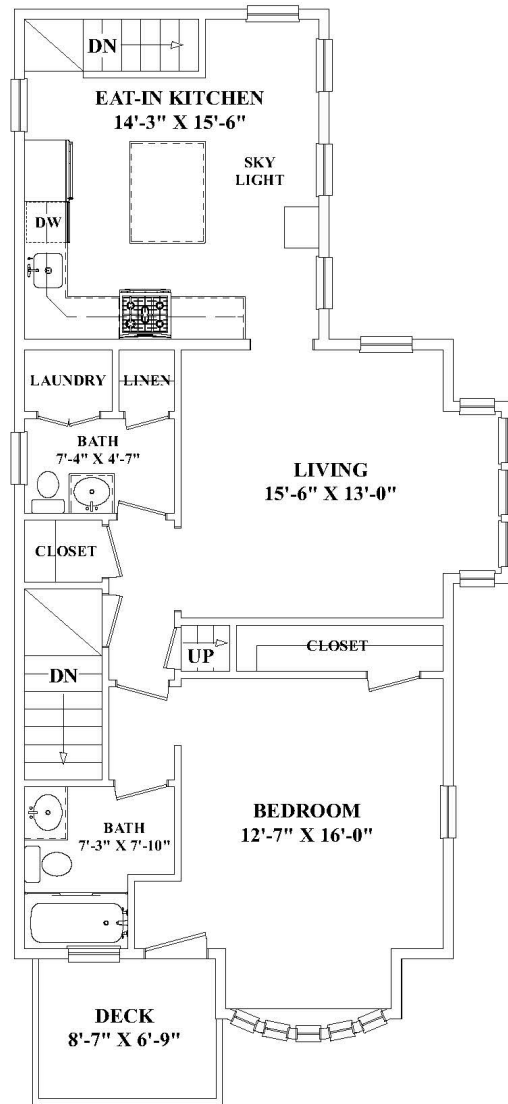 DN
EAT-IN KITCHEN
14'-3" X 15'-6"
SKY
LIGHT
DW
LAUNDRY
LINEN
BATH
7'-4" X 4'-7"
LIVING
15'-6" X 13'-0"
CLOSET
UP
CLOSET
DN
BEDROOM
12'-7" X 16'-0"
BATH
7'-3" X 7'-10"
DECK
8'-7" X 6'-9"